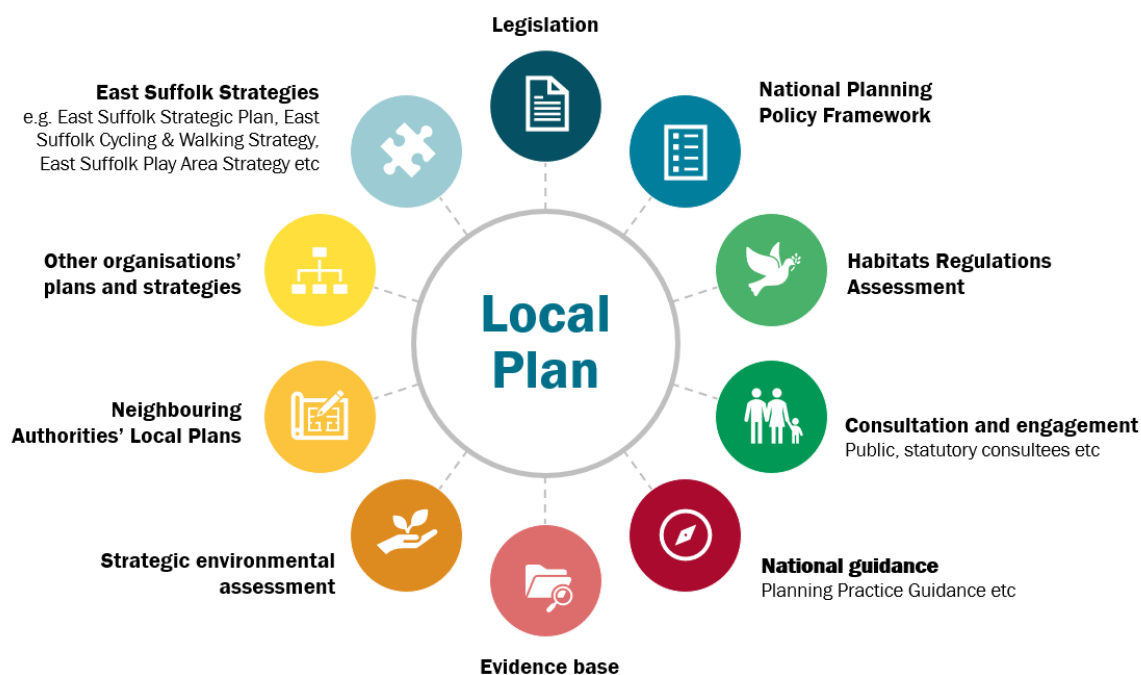 Legislation
National Planning
Policy Framework
Habitats Regulations
Assessment
Consultation and engagement
Public, statutory consultees etc
National guidance
Planning Practice Guidance etc
Evidence base
Strategic environmental
assessment
Neighbouring
Authorities’ Local Plans
Other organisations’
plans and strategies
East Suffolk Strategies
e.g. East Suffolk Strategic Plan, East
Suffolk Cycling & Walking Strategy,
East Suffolk Play Area Strategy etc
Local
Plan